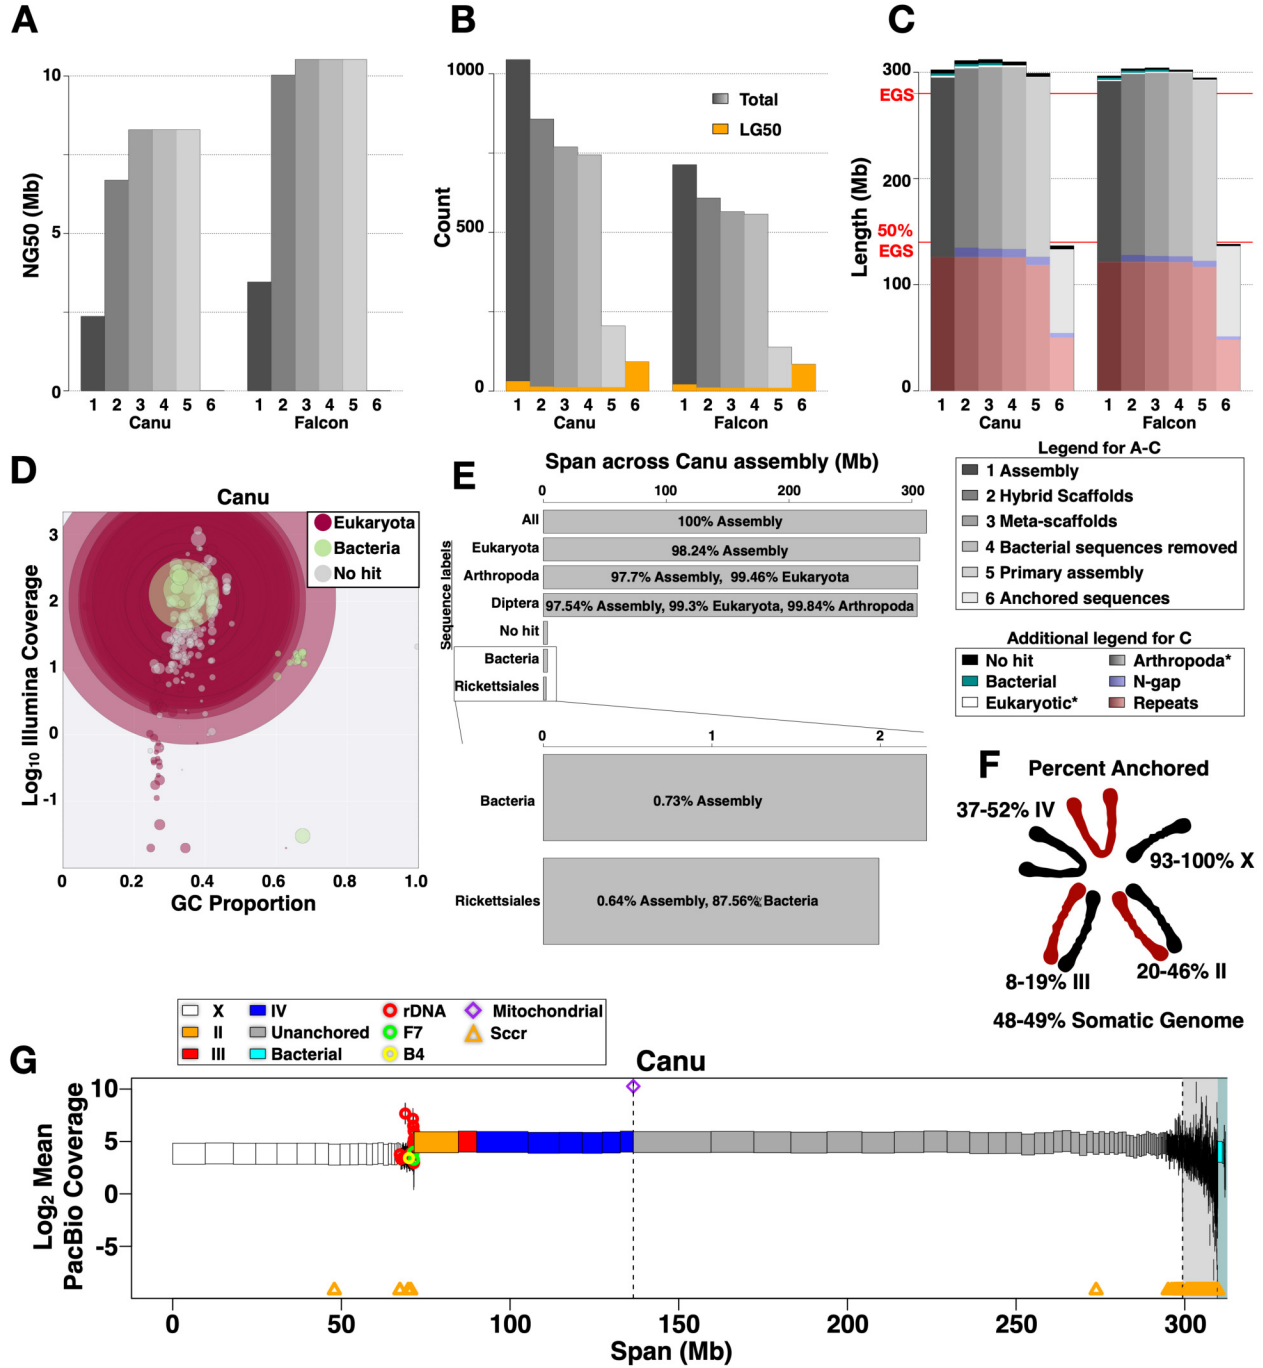 A
NG50 (Mb)
10
5
0
1 2 3 4 5 6
Canu
1 2 3 4 5 6
Falcon
B
Count
1000
500
0
Total
LG50
1 2 3 4 5 6
Canu
1 2 3 4 5 6
Falcon
C
Length (Mb)
300
EGS
200
50%
EGS
100
0
1 2 3 4 5 6
Canu
1 2 3 4 5 6
Falcon
Legend for A-C
1 Assembly
2 Hybrid Scaffolds
3 Meta-scaffolds
4 Bacterial sequences removed
5 Primary assembly
6 Anchored sequences
Additional legend for C
No hit
Bacterial
Eukaryotic*
Arthropoda*
N-gap
Repeats
D
Canu
Eukaryota
Bacteria
No hit
Log10 Illumina Coverage
3
2
1
0
-1
0 0.2 0.4 0.6 0.8 1.0
GC Proportion
E
Span across Canu assembly (Mb)
0 100 200 300
Sequence labels
All
100% Assembly
Eukaryota
98.24% Assembly
Arthropoda
97.7% Assembly, 99.46% Eukaryota
Diptera
97.54% Assembly, 99.3% Eukaryota, 99.84% Arthropoda
No hit
Bacteria
Rickettsiales
0 1 2
Bacteria
0.73% Assembly
Rickettsiales
0.64% Assembly, 87.56% Bacteria
F
Percent Anchored
37-52% IV
93-100% X
8-19% III
20-46% II
48-49% Somatic Genome
X
II
III
IV
Unanchored
Bacterial
rDNA
F7
B4
Mitochondrial
Sccr
G
Canu
Log2 Mean
PacBio Coverage
10
5
0
-5
0 50 100 150 200 250 300
Span (Mb)